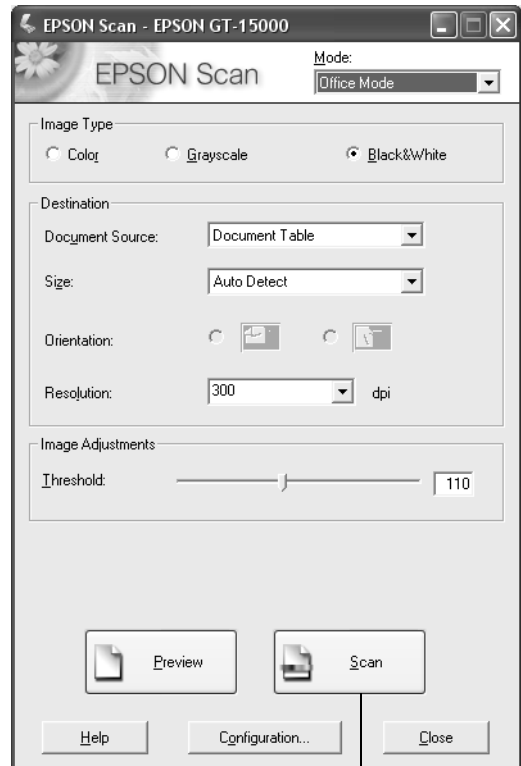 EPSON Scan - EPSON GT-15000
EPSON Scan
Mode:
Office Mode
Image Type
Color Grayscale Black&White
Destination
Document Source: Document Table
Size: Auto Detect
Orientation:
Resolution: 300 dpi
Image Adjustments
Threshold: 110
Preview Scan
Help Configuration... Close